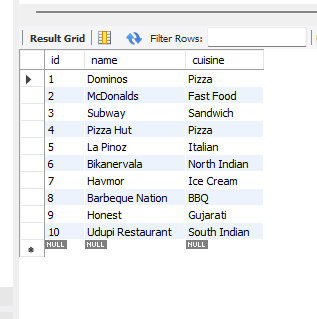 Result Grid Filter Rows:
id name cuisine
1 Dominos Pizza
2 McDonalds Fast Food
3 Subway Sandwich
4 Pizza Hut Pizza
5 La Pinoz Italian
6 Bikanervala North Indian
7 Havmor Ice Cream
8 Barbeque Nation BBQ
9 Honest Gujarati
10 Udupi Restaurant South Indian
NULL NULL NULL